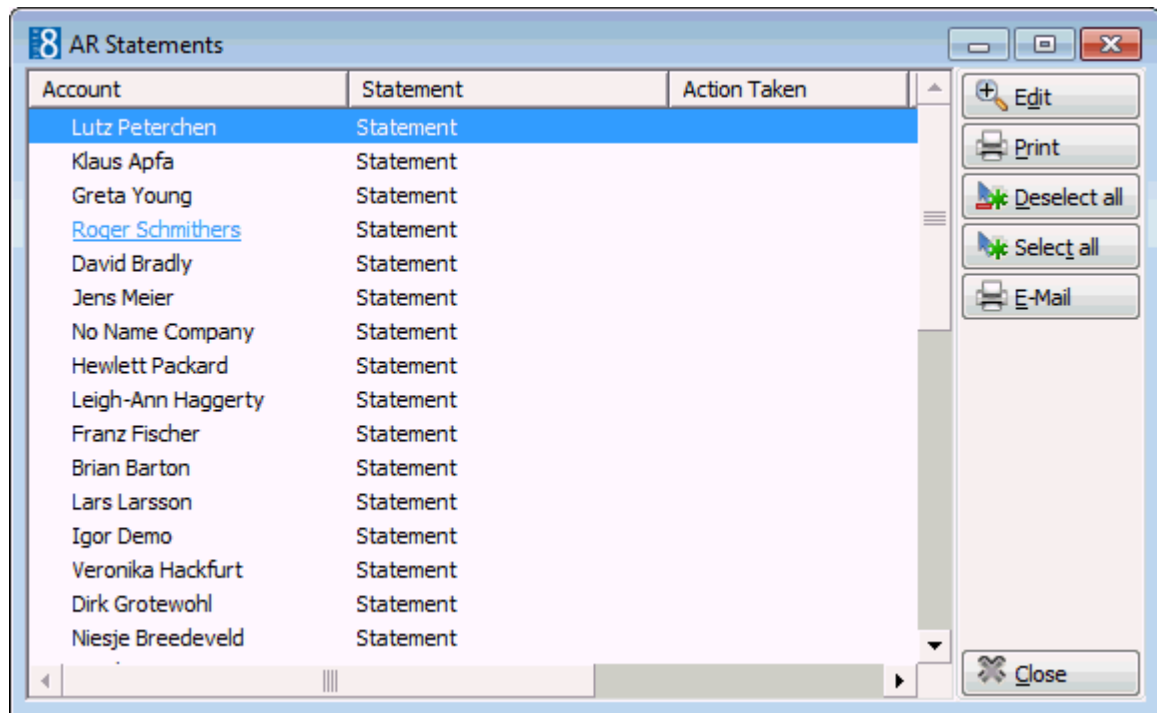 8 AR Statements
Account Statement Action Taken
Lutz Peterchen Statement
Klaus Apfa Statement
Greta Young Statement
Roger Schmithers Statement
David Bradly Statement
Jens Meier Statement
No Name Company Statement
Hewlett Packard Statement
Leigh-Ann Haggerty Statement
Franz Fischer Statement
Brian Barton Statement
Lars Larsson Statement
Igor Demo Statement
Veronika Hackfurt Statement
Dirk Grotewohl Statement
Niesje Breedeveld Statement
Edit
Print
Deselect all
Select all
E-Mail
Close